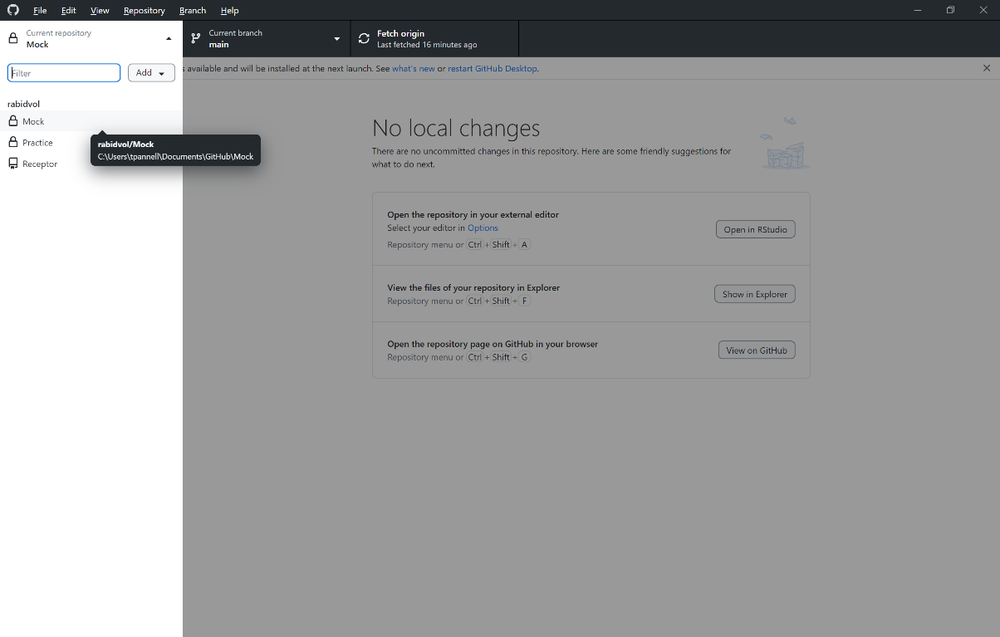 File Edit View Repository Branch Help
Current repository
Mock
Current branch
main
Fetch origin
Last fetched 16 minutes ago
Filter
Add
available and will be installed at the next launch. See what's new or restart GitHub Desktop.
rabidvol
Mock
Practice
Receptor
rabidvol/Mock
C:\Users\tpannell\Documents\GitHub\Mock
No local changes
There are no uncommitted changes in this repository. Here are some friendly suggestions for
what to do next.
Open the repository in your external editor
Select your editor in Options
Repository menu or Ctrl + Shift + A
Open in RStudio
View the files of your repository in Explorer
Repository menu or Ctrl + Shift + F
Show in Explorer
Open the repository page on GitHub in your browser
Repository menu or Ctrl + Shift + G
View on GitHub